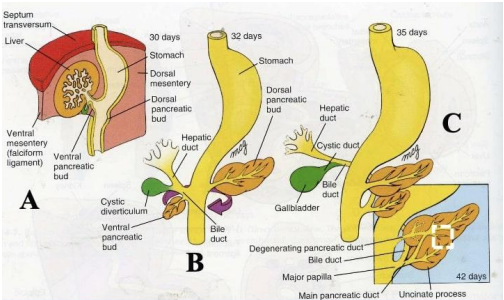 Septum
transversum
Liver
30 days
Stomach
Dorsal
mesentery
Dorsal
pancreatic
bud
Ventral
mesentery
(falciform
ligament)
Ventral
pancreatic
bud
A
32 days
Stomach
Dorsal
pancreatic
bud
Hepatic
duct
Cystic
diverticulum
Ventral
pancreatic
bud
Bile
duct
B
35 days
C
Hepatic
duct
Cystic duct
Bile
duct
Gallbladder
Degenerating pancreatic duct
Bile duct
Major papilla
Main pancreatic duct
Uncinate process
42 days